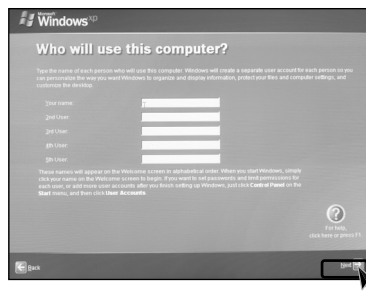 Microsoft
Windows xp
Who will use this computer?
Type the name of each person who will use this computer. Windows will create a separate user account for each person so you
can personalize the way you want Windows to organize and display information, protect your files and computer settings, and
customize the desktop.
Your name:
2nd User:
3rd User:
4th User:
5th User:
These names will appear on the Welcome screen in alphabetical order. When you start Windows, simply
click your name on the Welcome screen to begin. If you want to set passwords and limit permissions for
each user, or add more user accounts after you finish setting up Windows, just click Control Panel on the
Start menu, and then click User Accounts.
For help,
click here or press F1.
Back
Next